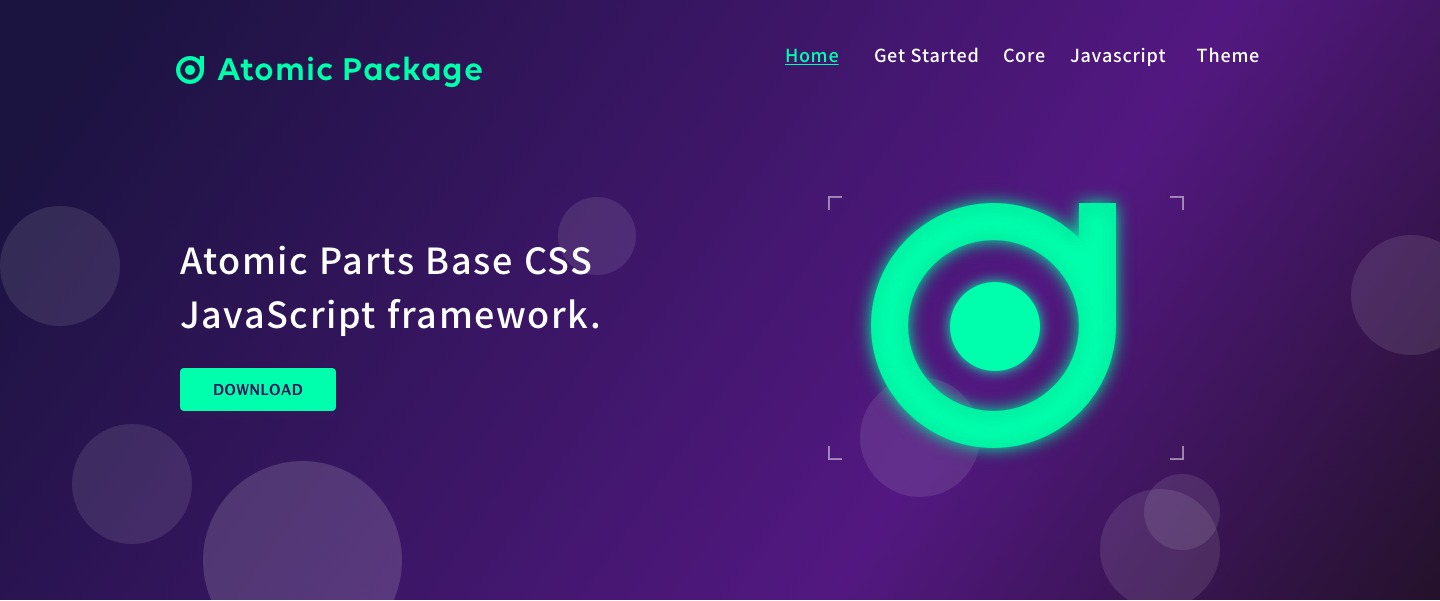 Atomic Package
Home Get Started Core Javascript Theme
Atomic Parts Base CSS
JavaScript framework.
DOWNLOAD